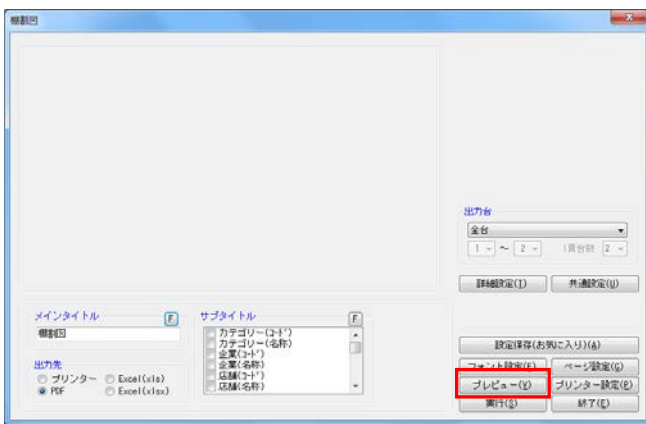 棚割図
出力台
全台
1 ～ 2 1頁台数 2
詳細設定(I) 共通設定(U)
メインタイトル F サブタイトル F
棚割図
カテゴリー(コード)
カテゴリー(名称)
企業(コード)
企業(名称)
店舗(コード)
店舗(名称)
出力先
プリンター Excel(xls)
PDF Excel(xlsx)
設定保存(お気に入り)(A)
フォント設定(F) ページ設定(G)
プレビュー(V) プリンター設定(P)
実行(S) 終了(E)